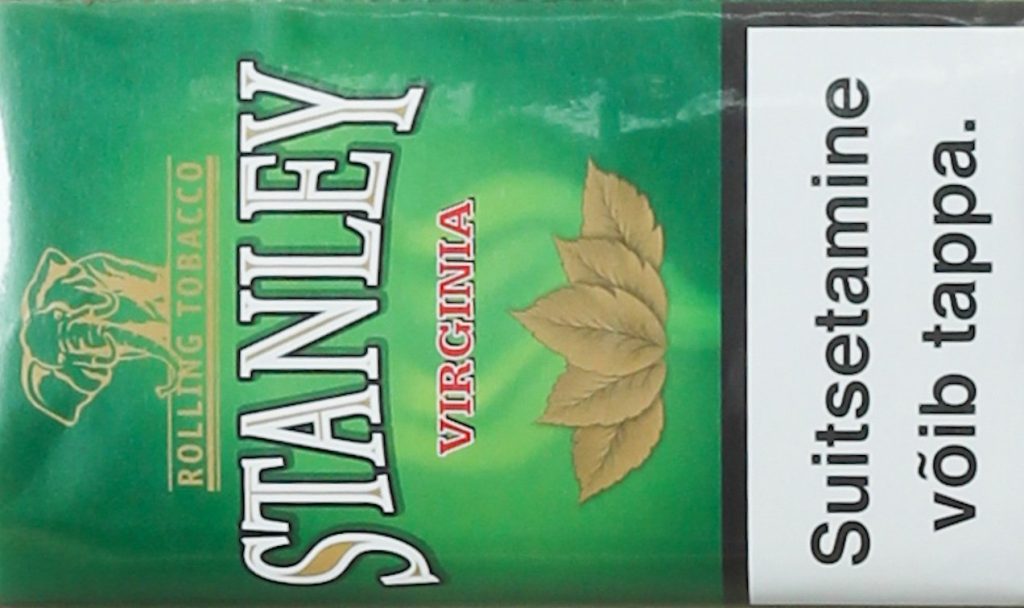 ROLLING TOBACCO
STANLEY
VIRGINIA
Suitsetamine
võib tappa.